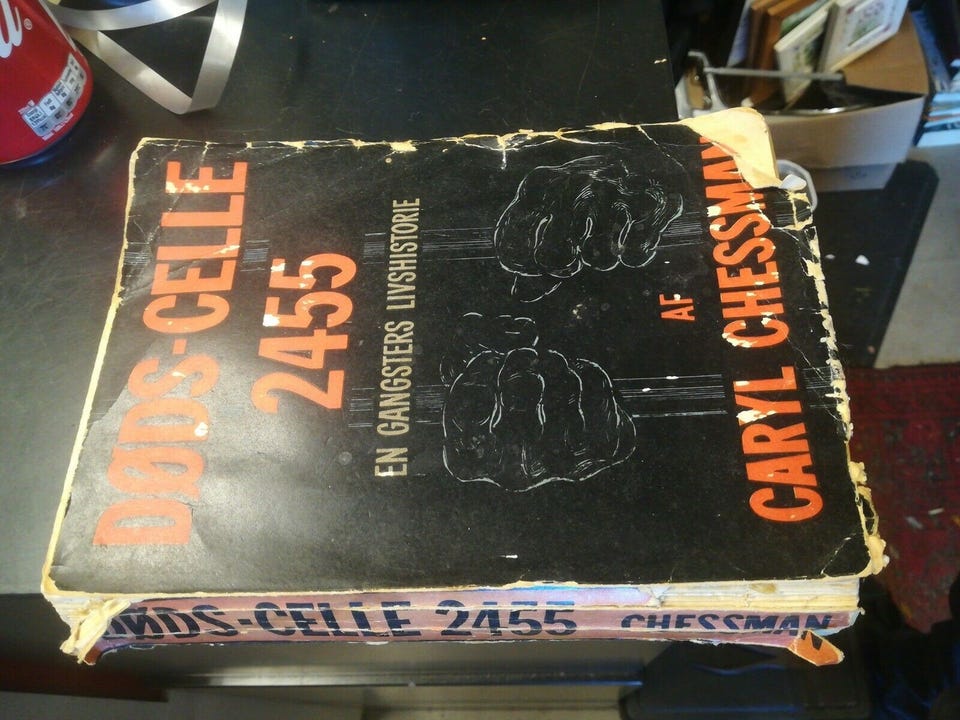 DØDS-CELLE
2455
EN GANGSTERS LIVSHISTORIE
AF
CARYL CHESSMAN
DØDS-CELLE 2455 CHESSMAN